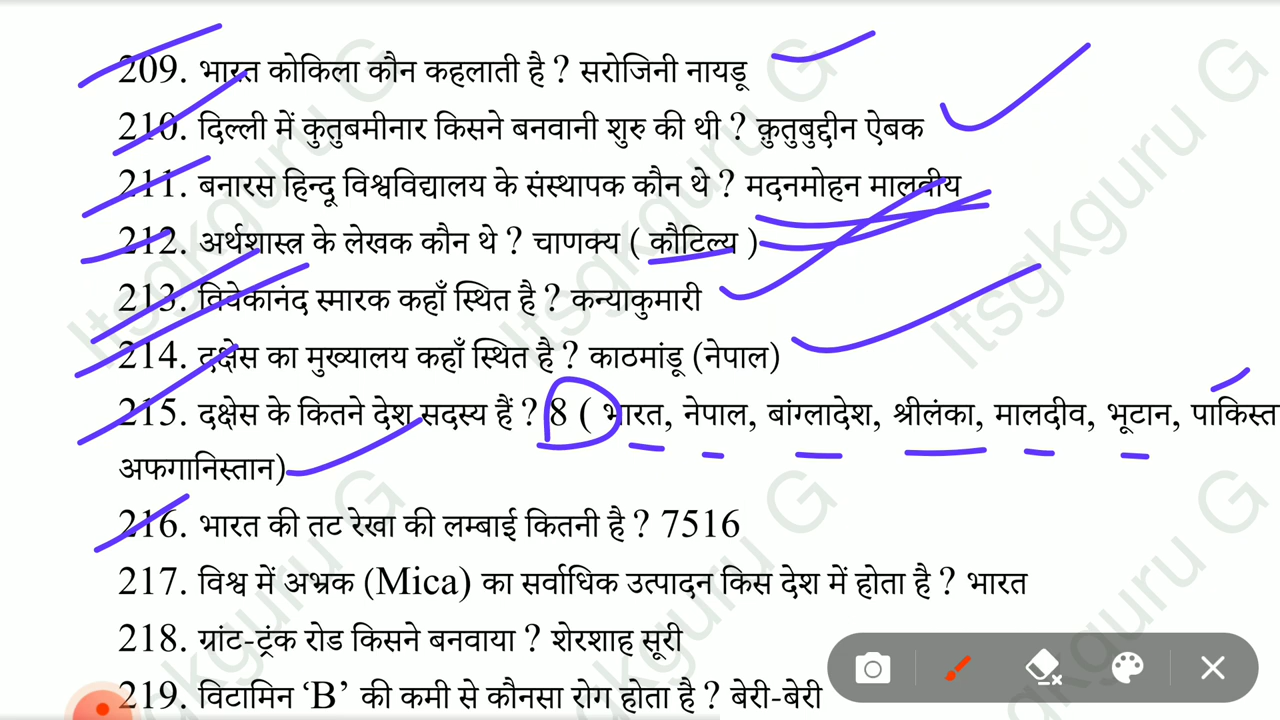 209. भारत कोकिला कौन कहलाती है ? सरोजिनी नायडू
210. दिल्ली में कुतुबमीनार किसने बनवानी शुरु की थी ? क़ुतुबुद्दीन ऐबक
211. बनारस हिन्दू विश्वविद्यालय के संस्थापक कौन थे ? मदनमोहन मालवीय
212. अर्थशास्त्र के लेखक कौन थे ? चाणक्य ( कौटिल्य )
213. विवेकानंद स्मारक कहाँ स्थित है ? कन्याकुमारी
214. दक्षेस का मुख्यालय कहाँ स्थित है ? काठमांडू (नेपाल)
215. दक्षेस के कितने देश सदस्य हैं ? 8 ( भारत, नेपाल, बांग्लादेश, श्रीलंका, मालदीव, भूटान, पाकिस्ता
अफगानिस्तान)
216. भारत की तट रेखा की लम्बाई कितनी है ? 7516
217. विश्व में अभ्रक (Mica) का सर्वाधिक उत्पादन किस देश में होता है ? भारत
218. ग्रांट-ट्रंक रोड किसने बनवाया ? शेरशाह सूरी
219. विटामिन ‘B’ की कमी से कौनसा रोग होता है ? बेरी-बेरी
Itsgkguru G
Itsgkguru G
Itsgkguru G